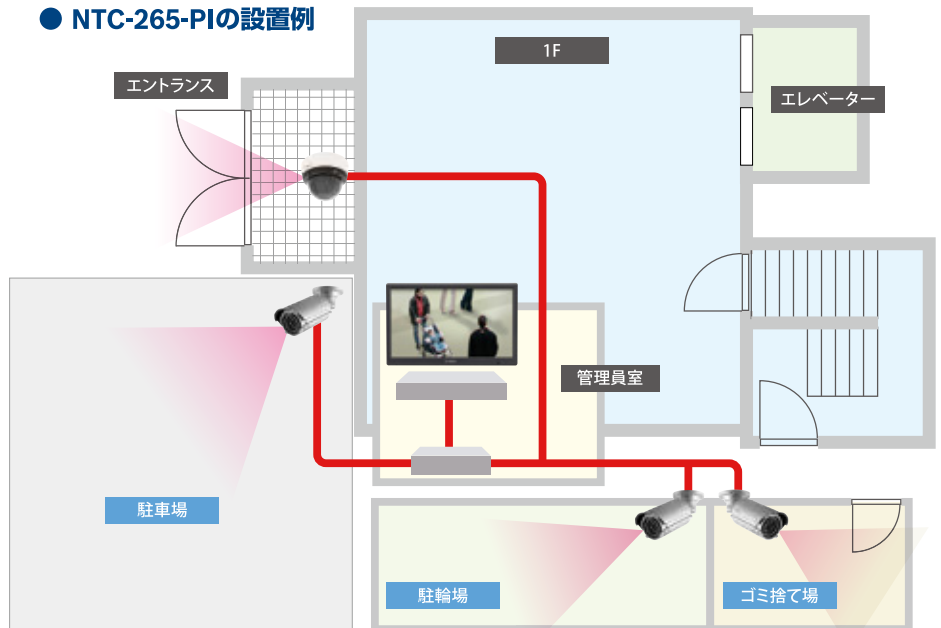 ● NTC-265-PIの設置例
1F
エントランス
エレベーター
管理員室
駐車場
駐輪場
ゴミ捨て場